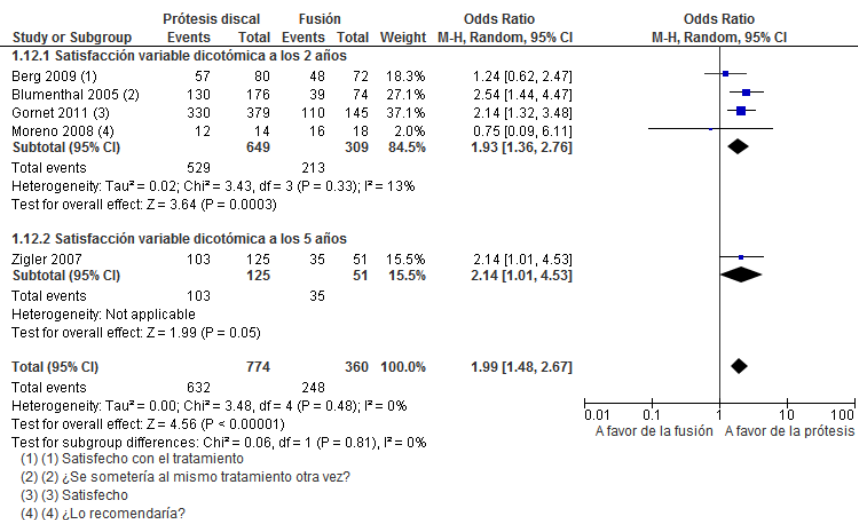 Prótesis discal Fusión Odds Ratio Odds Ratio
Study or Subgroup Events Total Events Total Weight M-H, Random, 95% CI M-H, Random, 95% CI
1.12.1 Satisfacción variable dicotómica a los 2 años
Berg 2009 (1) 57 80 48 72 18.3% 1.24 [0.62, 2.47]
Blumenthal 2005 (2) 130 176 39 74 27.1% 2.54 [1.44, 4.47]
Gornet 2011 (3) 330 379 110 145 37.1% 2.14 [1.32, 3.48]
Moreno 2008 (4) 12 14 16 18 2.0% 0.75 [0.09, 6.11]
Subtotal (95% CI) 649 309 84.5% 1.93 [1.36, 2.76]
Total events 529 213
Heterogeneity: Tau² = 0.02; Chi² = 3.43, df = 3 (P = 0.33); I² = 13%
Test for overall effect: Z = 3.64 (P = 0.0003)
1.12.2 Satisfacción variable dicotómica a los 5 años
Zigler 2007 103 125 35 51 15.5% 2.14 [1.01, 4.53]
Subtotal (95% CI) 125 51 15.5% 2.14 [1.01, 4.53]
Total events 103 35
Heterogeneity: Not applicable
Test for overall effect: Z = 1.99 (P = 0.05)
Total (95% CI) 774 360 100.0% 1.99 [1.48, 2.67]
Total events 632 248
Heterogeneity: Tau² = 0.00; Chi² = 3.48, df = 4 (P = 0.48); I² = 0%
Test for overall effect: Z = 4.56 (P < 0.00001)
Test for subgroup differences: Chi² = 0.06, df = 1 (P = 0.81), I² = 0%
0.01 0.1 1 10 100
A favor de la fusión A favor de la prótesis
(1) (1) Satisfecho con el tratamiento
(2) (2) ¿Se sometería al mismo tratamiento otra vez?
(3) (3) Satisfecho
(4) (4) ¿Lo recomendaría?